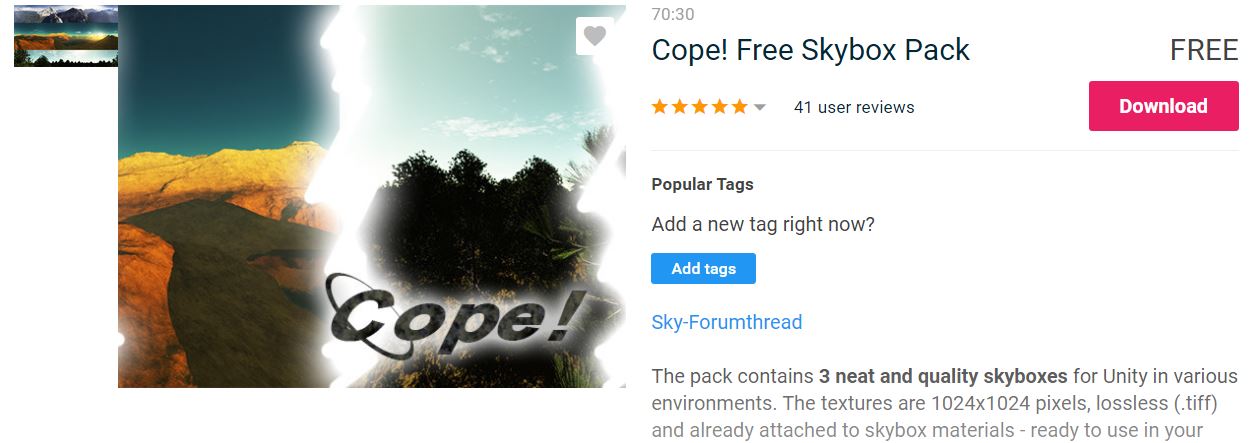 70:30
Cope! Free Skybox Pack
FREE
41 user reviews
Download
Popular Tags
Add a new tag right now?
Add tags
Sky-Forumthread
The pack contains 3 neat and quality skyboxes for Unity in various
environments. The textures are 1024x1024 pixels, lossless (.tiff)
and already attached to skybox materials - ready to use in your
Cope!